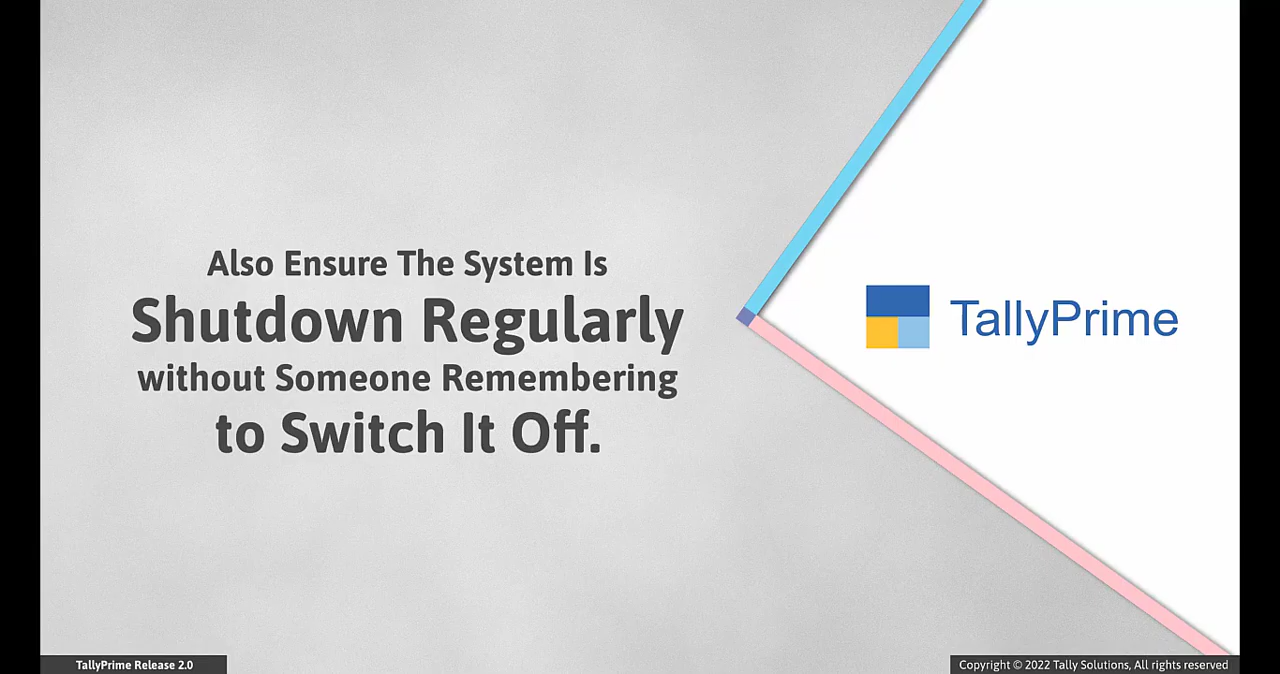 Also Ensure The System Is
Shutdown Regularly
without Someone Remembering
to Switch It Off.
TallyPrime
TallyPrime Release 2.0
Copyright © 2022 Tally Solutions, All rights reserved